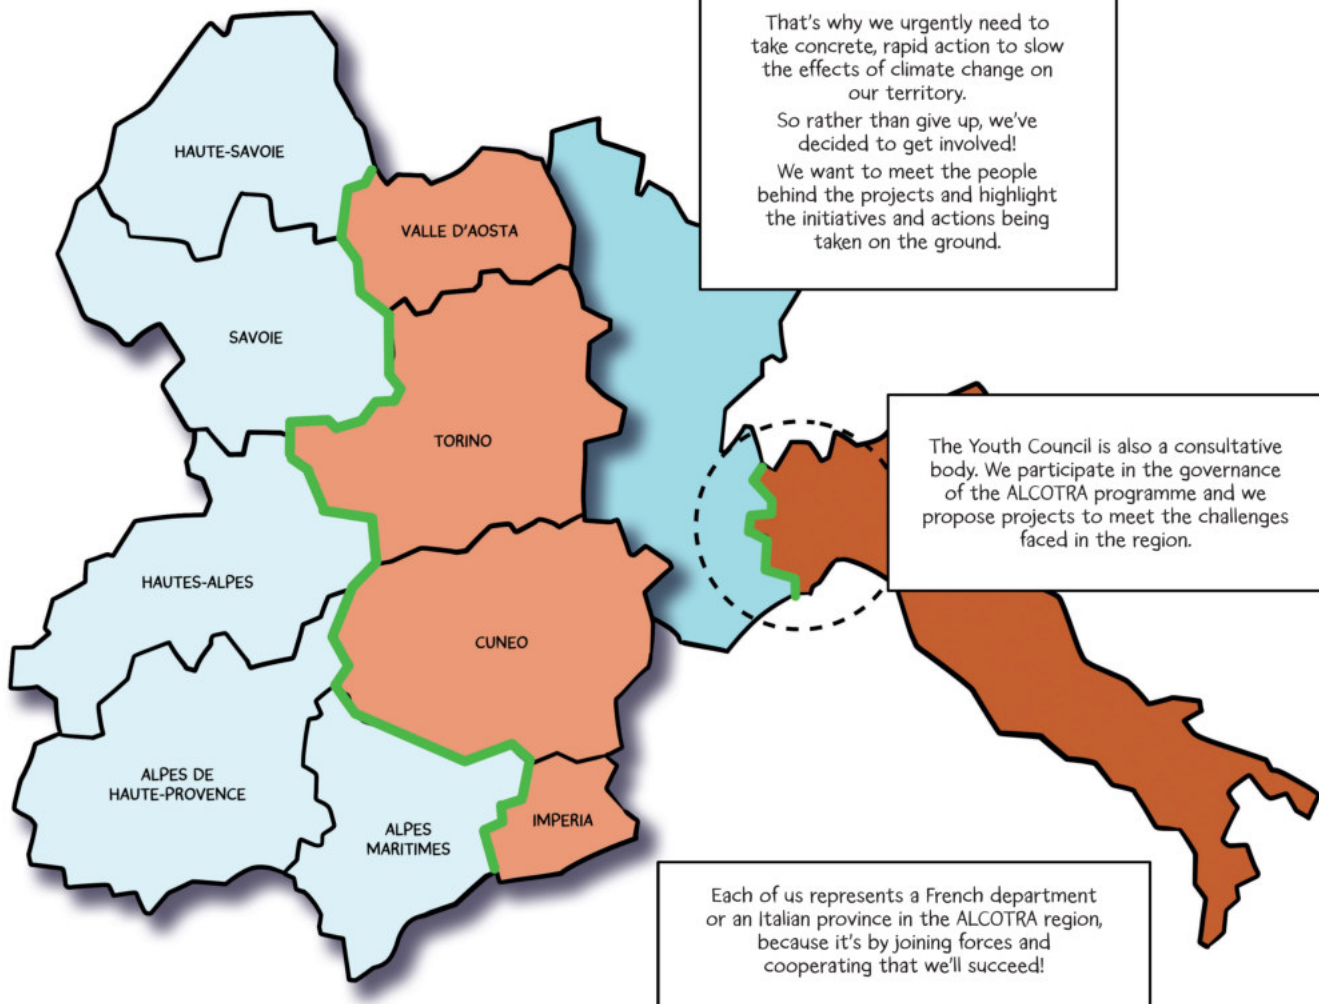 That's why we urgently need to
take concrete, rapid action to slow
the effects of climate change on
our territory.
So rather than give up, we've
decided to get involved!
We want to meet the people
behind the projects and highlight
the initiatives and actions being
taken on the ground.
HAUTE-SAVOIE
VALLE D'AOSTA
SAVOIE
TORINO
The Youth Council is also a consultative
body. We participate in the governance
of the ALCOTRA programme and we
propose projects to meet the challenges
faced in the region.
HAUTES-ALPES
CUNEO
ALPES DE
HAUTE-PROVENCE
ALPES
MARITIMES
IMPERIA
Each of us represents a French department
or an Italian province in the ALCOTRA region,
because it's by joining forces and
cooperating that we'll succeed!